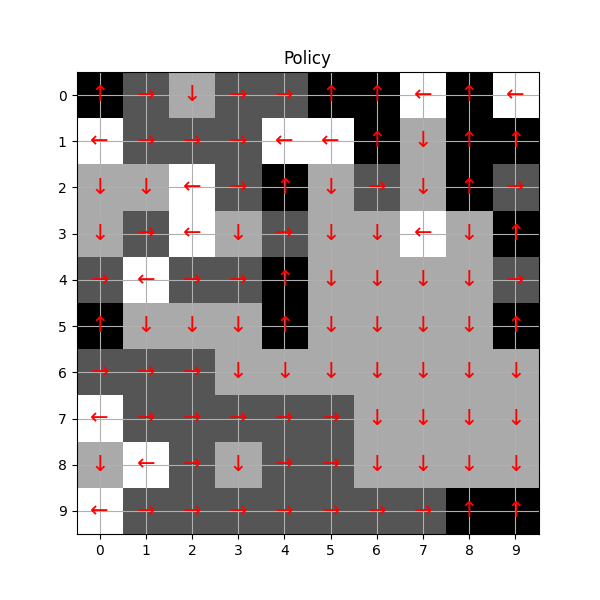 Policy
0 ↑ → ↓ → → ↑ ↑ ← ↑ ←
1 ← → → → ← ← ↑ ↓ ↑ ↑
2 ↓ ↓ ← → ↑ ↓ → ↓ ↑ →
3 ↓ → ← ↓ → ↓ ↓ ← ↓ ↑
4 → ← → → ↑ ↓ ↓ ↓ ↓ →
5 ↑ ↓ ↓ ↓ ↑ ↓ ↓ ↓ ↓ ↑
6 → → → ↓ ↓ ↓ ↓ ↓ ↓ ↓
7 ← → → → → → ↓ ↓ ↓ ↓
8 ↓ ← → ↓ → → ↓ ↓ ↓ ↓
9 ← → → → → → → → ↑ ↑
0 1 2 3 4 5 6 7 8 9